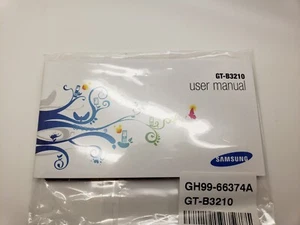 GT-B3210
user manual
SAMSUNG
GH99-66374A
GT-B3210